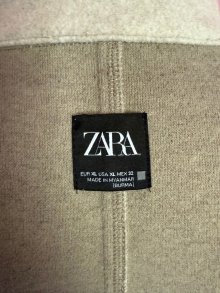 ZARA
EUR XL USA XL MEX 32
MADE IN MYANMAR
(BURMA)